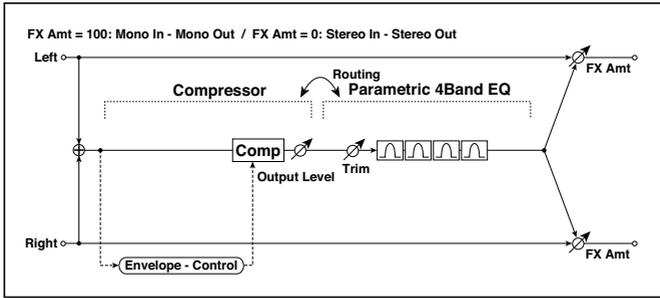 FX Amt = 100: Mono In - Mono Out / FX Amt = 0: Stereo In - Stereo Out
Left
FX Amt
Routing
Compressor
Parametric 4Band EQ
Comp
Output Level
Trim
Right
FX Amt
Envelope - Control